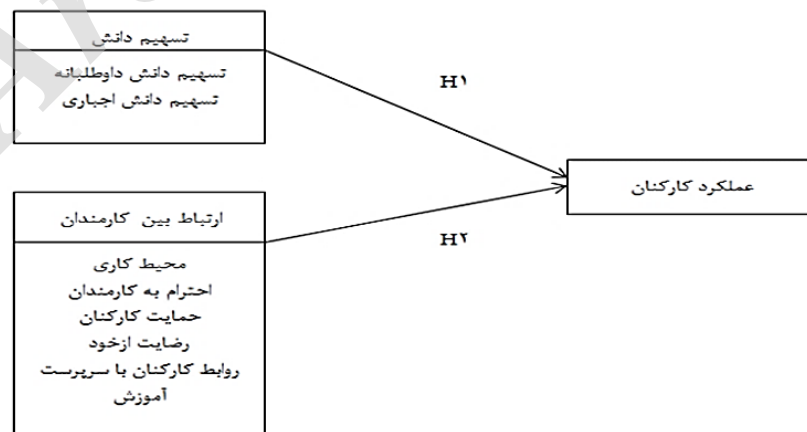 تسهیم دانش
تسهیم دانش داوطلبانه
تسهیم دانش اجباری
H۱
عملکرد کارکنان
ارتباط بین کارمندان
H۲
محیط کاری
احترام به کارمندان
حمایت کارکنان
رضایت ازخود
روابط کارکنان با سرپرست
آموزش